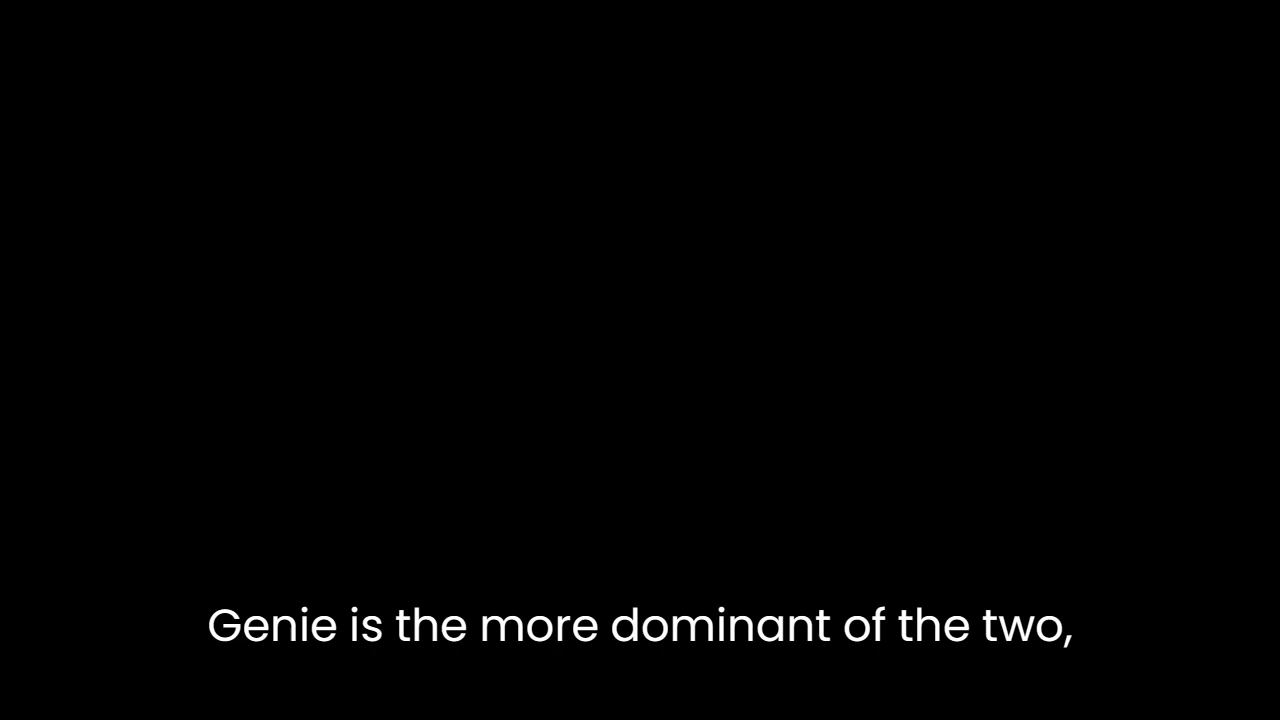 Genie is the more dominant of the two,